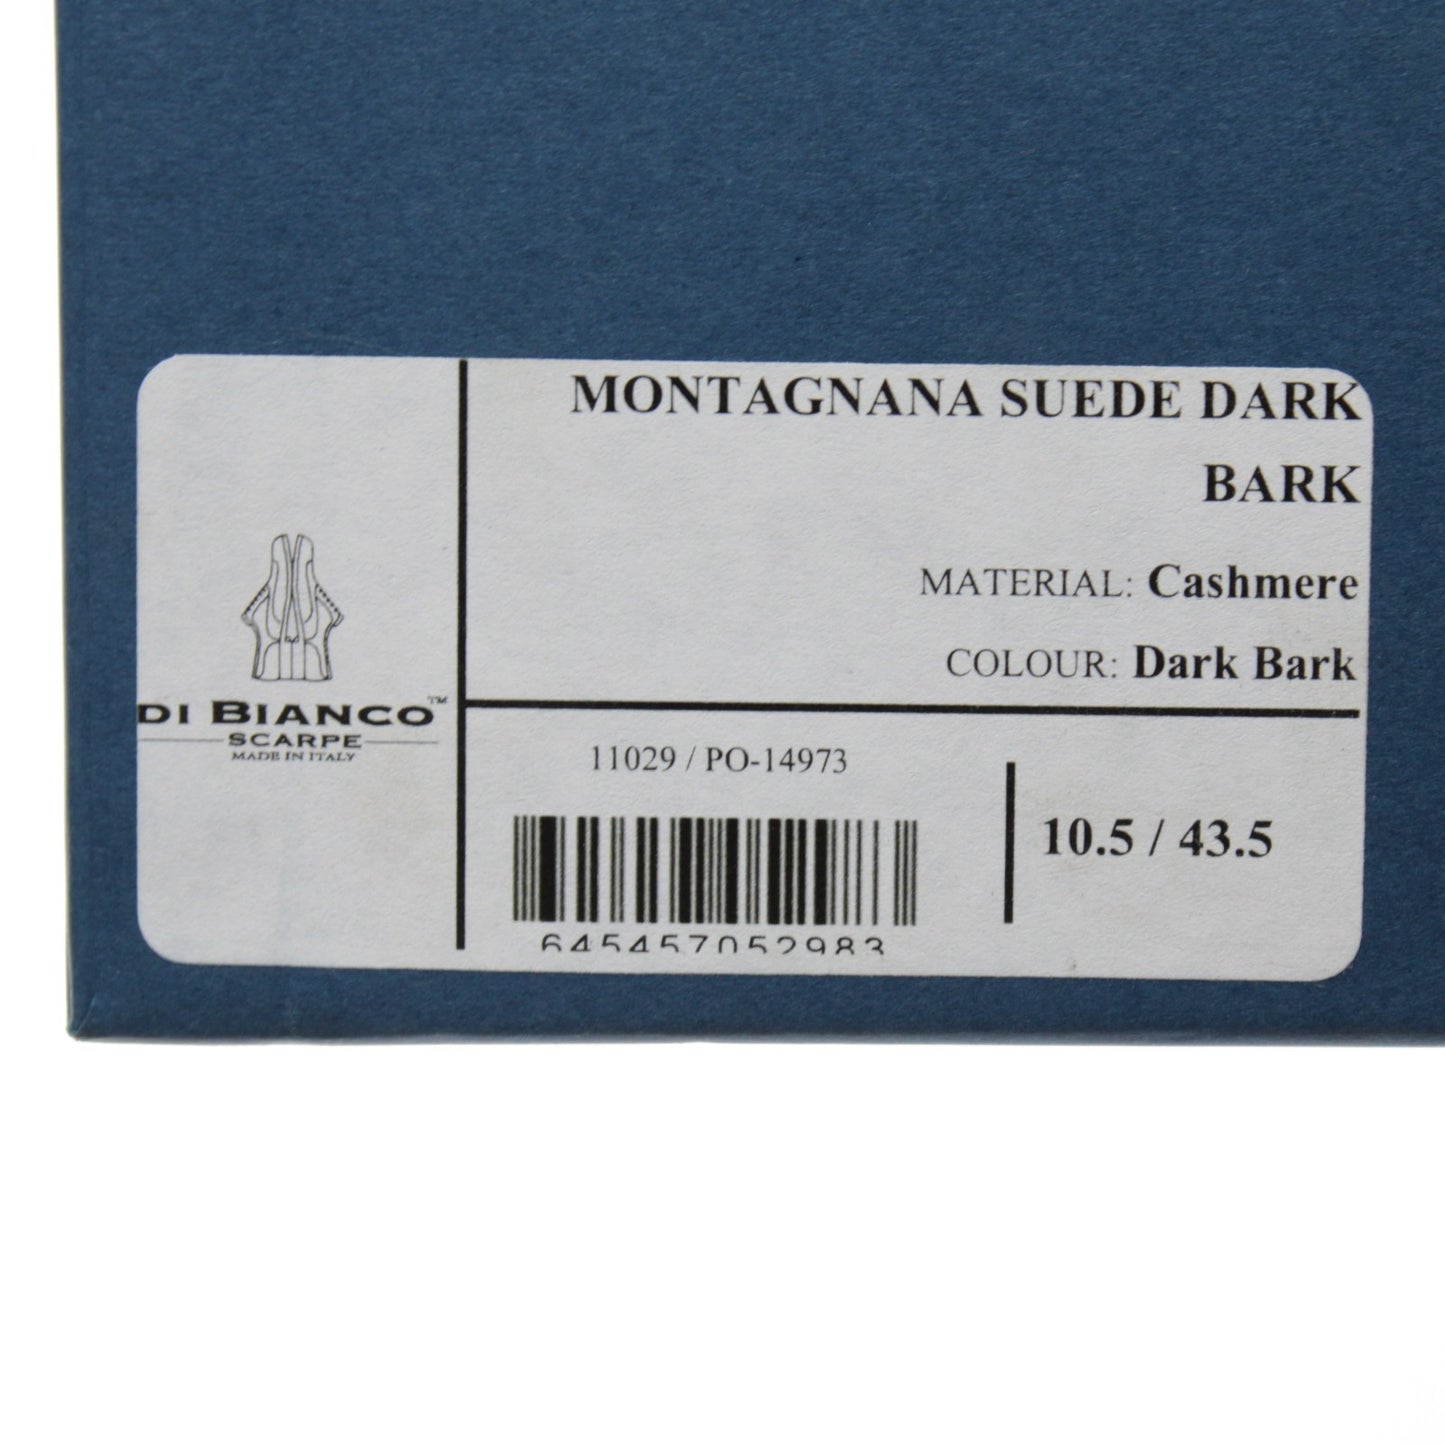 MONTAGNANA SUEDE DARK
BARK
MATERIAL: Cashmere
COLOUR: Dark Bark
DI BIANCO™
SCARPE
MADE IN ITALY
11029 / PO-14973
10.5 / 43.5
645457052983